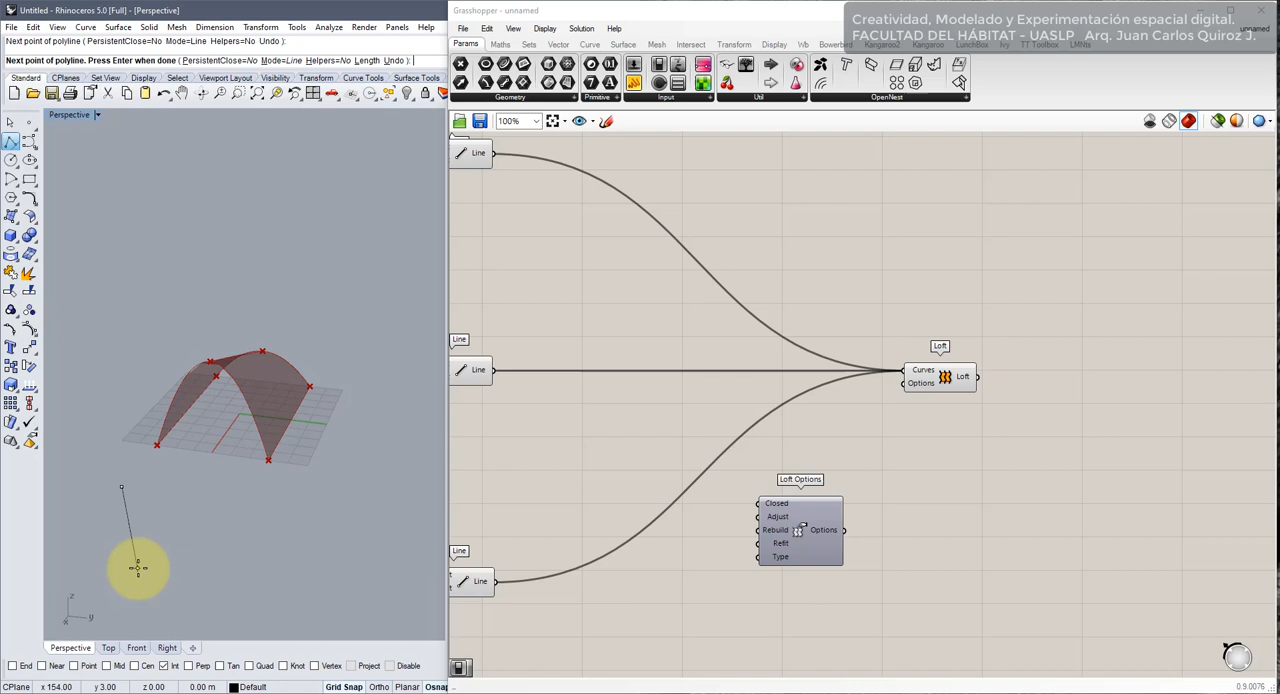 Untitled - Rhinoceros 5.0 [Full] - [Perspective]
File Edit View Curve Surface Solid Mesh Dimension Transform Tools Analyze Render Panels Help
Next point of polyline ( PersistentClose=No Mode=Line Helpers=No Undo ):
Next point of polyline. Press Enter when done ( PersistentClose=No Mode=Line Helpers=No Length Undo ):
Standard CPlanes Set View Display Select Viewport Layout Visibility Transform Curve Tools Surface Tools
Perspective
z
x y
Perspective Top Front Right
End Near Point Mid Cen Int Perp Tan Quad Knot Vertex Project Disable
CPlane x 154.00 y 3.00 z 0.00 0.00 m Default Grid Snap Ortho Planar Osnap
Grasshopper - unnamed
Creatividad, Modelado y Experimentación espacial digital.
FACULTAD DEL HÁBITAT - UASLP Arq. Juan Carlos Quiroz J.
File Edit View Display Solution Help
unnamed
Params Maths Sets Vector Curve Surface Mesh Intersect Transform Display Wb Bowerbird Kangaroo2 Kangaroo LunchBox Ivy TT Toolbox LMNts
Geometry Primitive Input Util OpenNest
100%
Line
Line
Line
Loft
Curves
Options
Loft
Loft Options
Closed
Adjust
Rebuild
Refit
Type
Options
Line
Line
0.9.0076